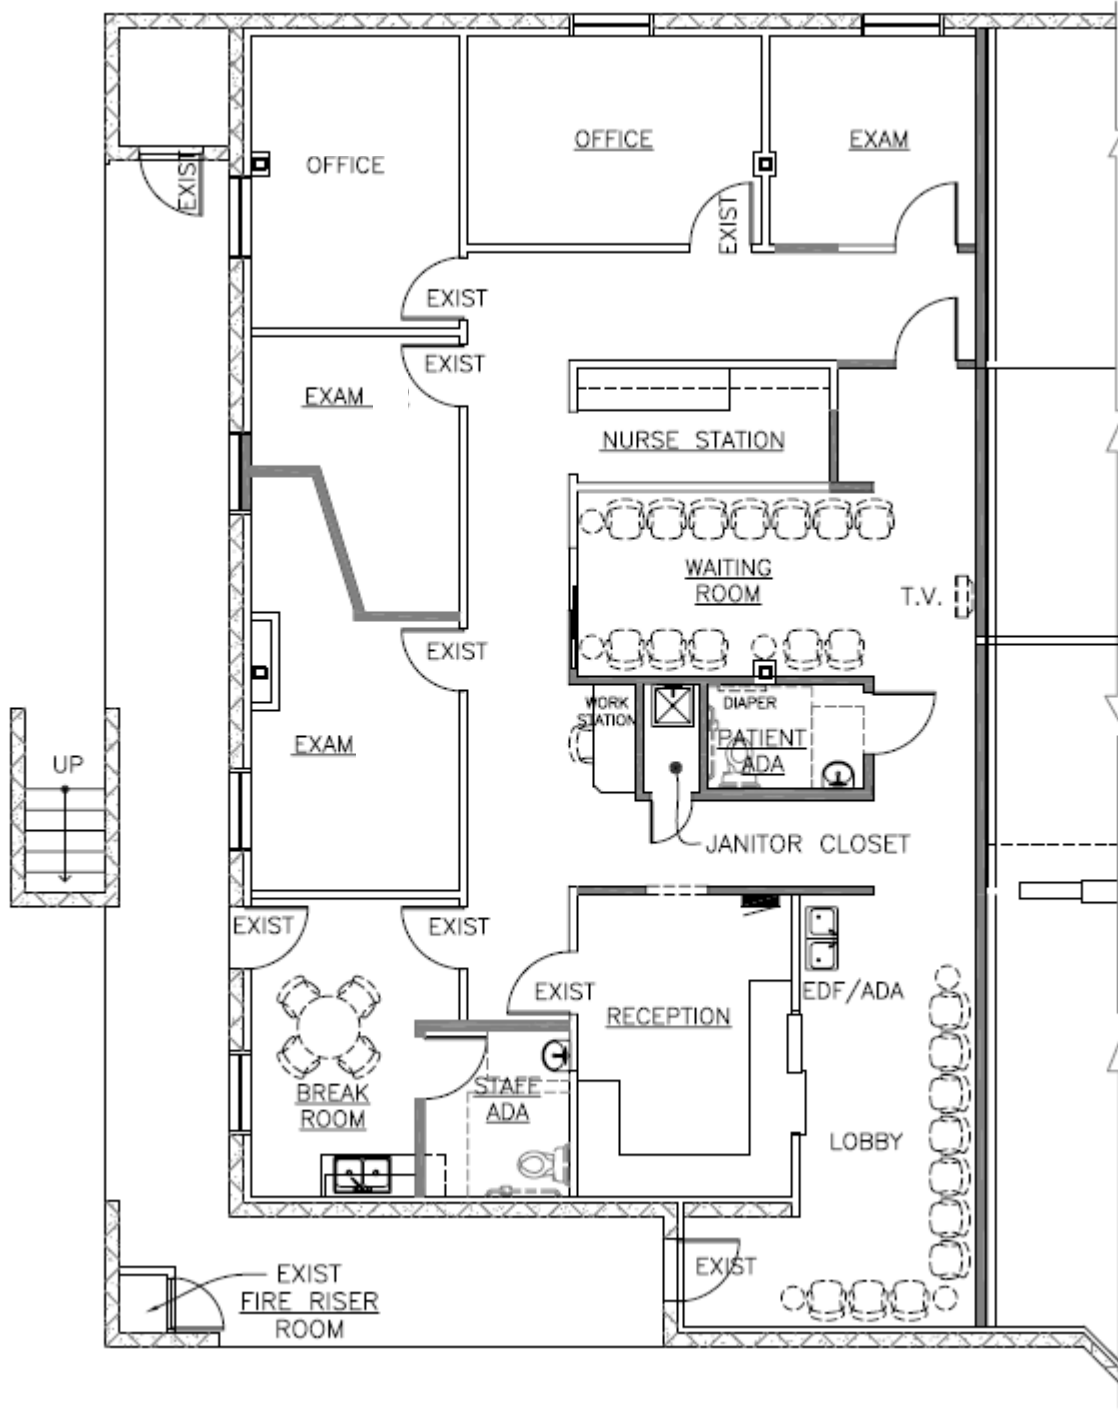 EXIST
OFFICE
OFFICE
EXAM
EXIST
EXIST
EXIST
EXAM
NURSE STATION
WAITING
ROOM
T.V.
EXIST
WORK
STATION
DIAPER
PATIENT
ADA
EXAM
UP
JANITOR CLOSET
EXIST
EXIST
EXIST
RECEPTION
EDF/ADA
BREAK
ROOM
STAFF
ADA
LOBBY
EXIST
EXIST
FIRE RISER
ROOM